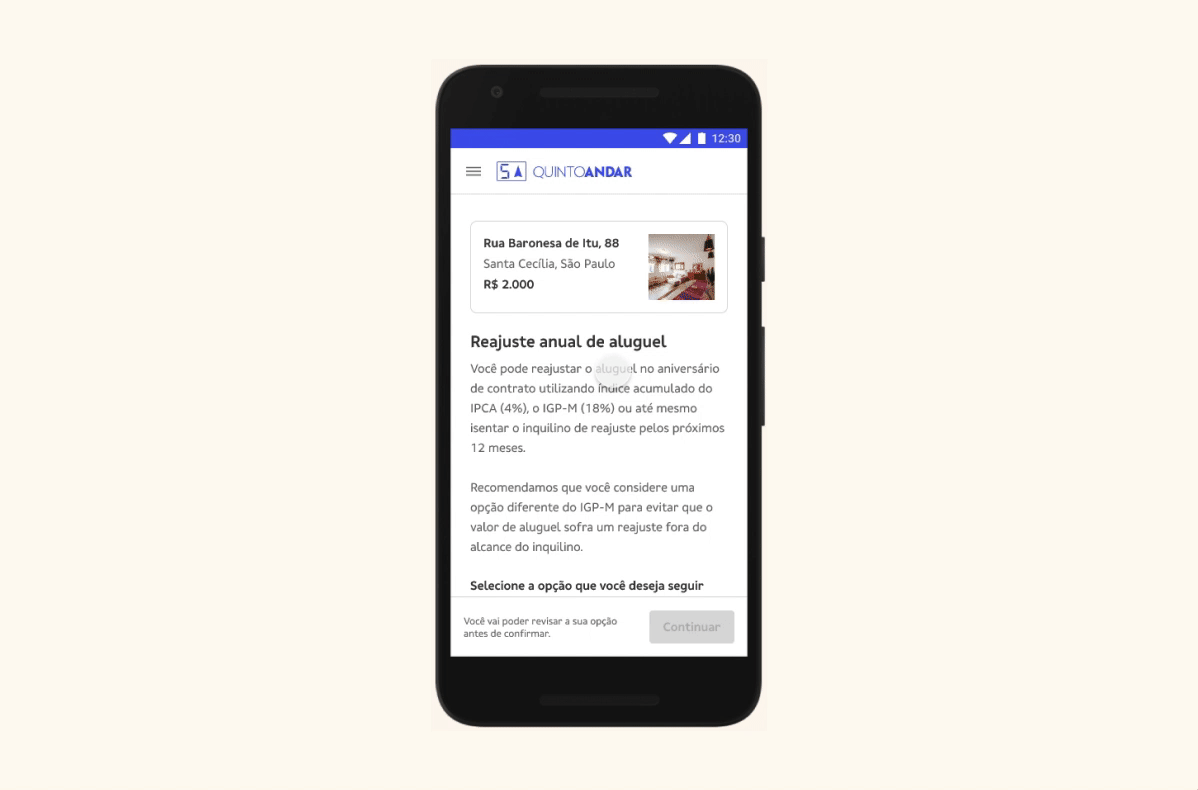 12:30
5A QUINTOANDAR
Rua Baronesa de Itu, 88
Santa Cecília, São Paulo
R$ 2.000
Reajuste anual de aluguel
Você pode reajustar o aluguel no aniversário
de contrato utilizando índice acumulado do
IPCA (4%), o IGP-M (18%) ou até mesmo
isentar o inquilino de reajuste pelos próximos
12 meses.
Recomendamos que você considere uma
opção diferente do IGP-M para evitar que o
valor de aluguel sofra um reajuste fora do
alcance do inquilino.
Selecione a opção que você deseja seguir
Você vai poder revisar a sua opção
antes de confirmar.
Continuar